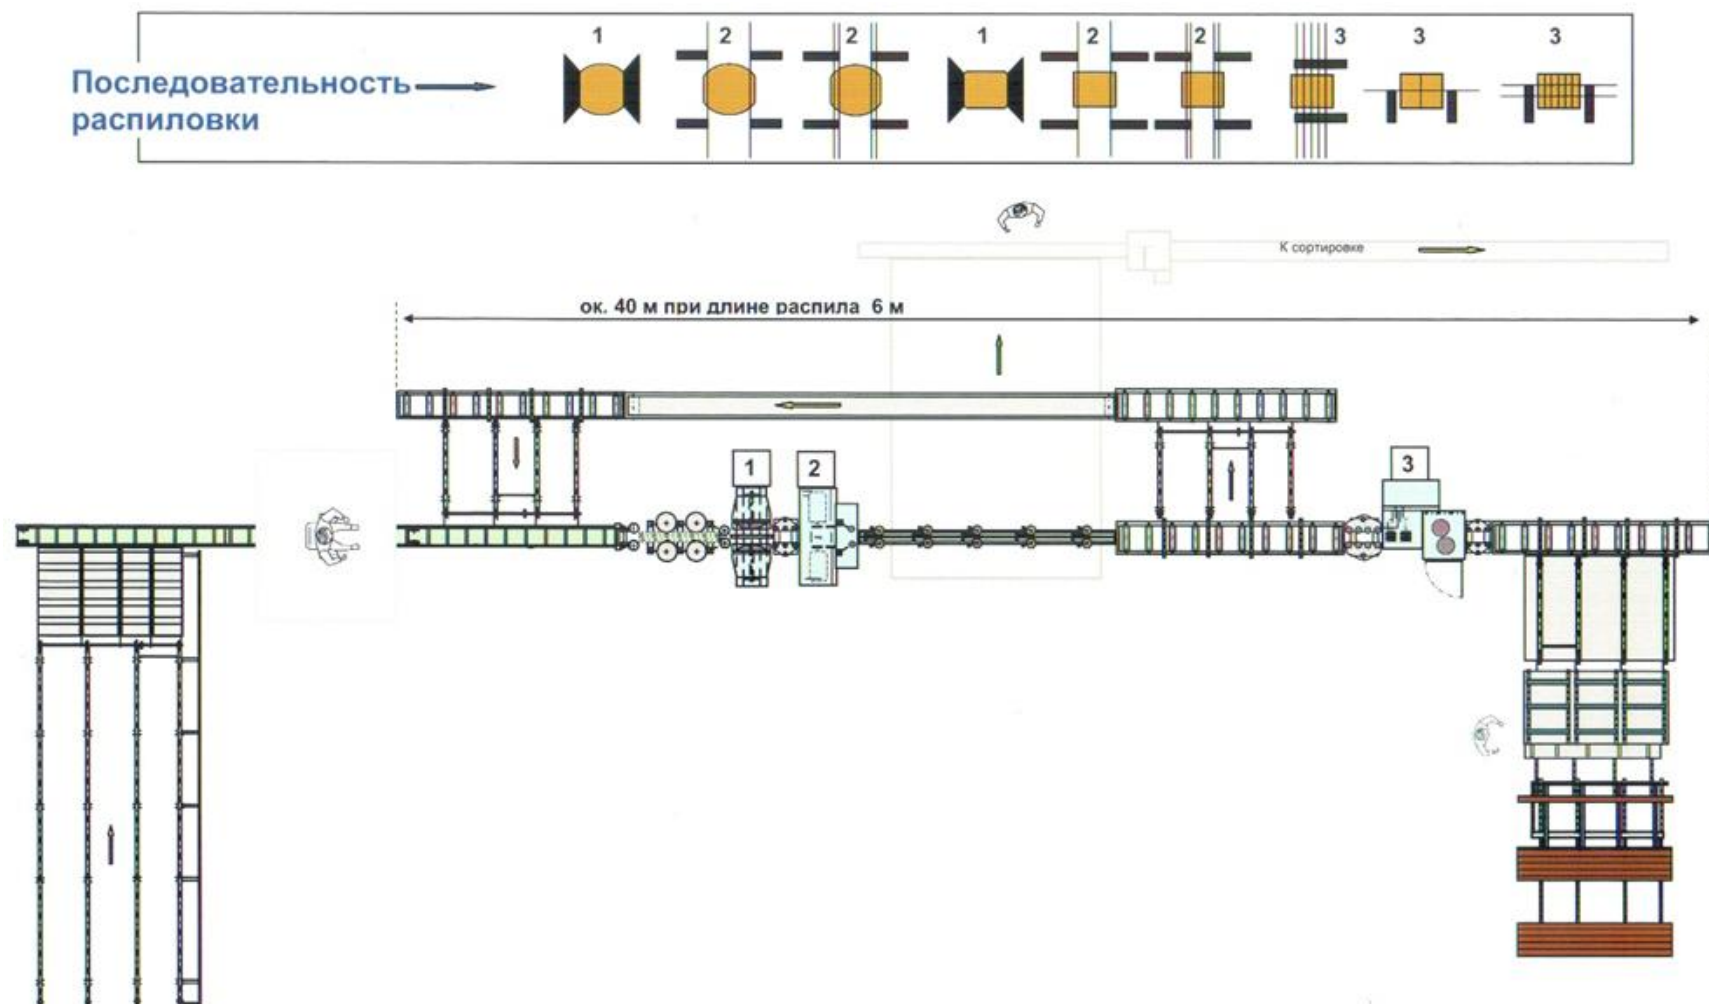 1 2 2 1 2 2 3 3 3
Последовательность
распиловки
К сортировке
ок. 40 м при длине распила 6 м
1 2 3